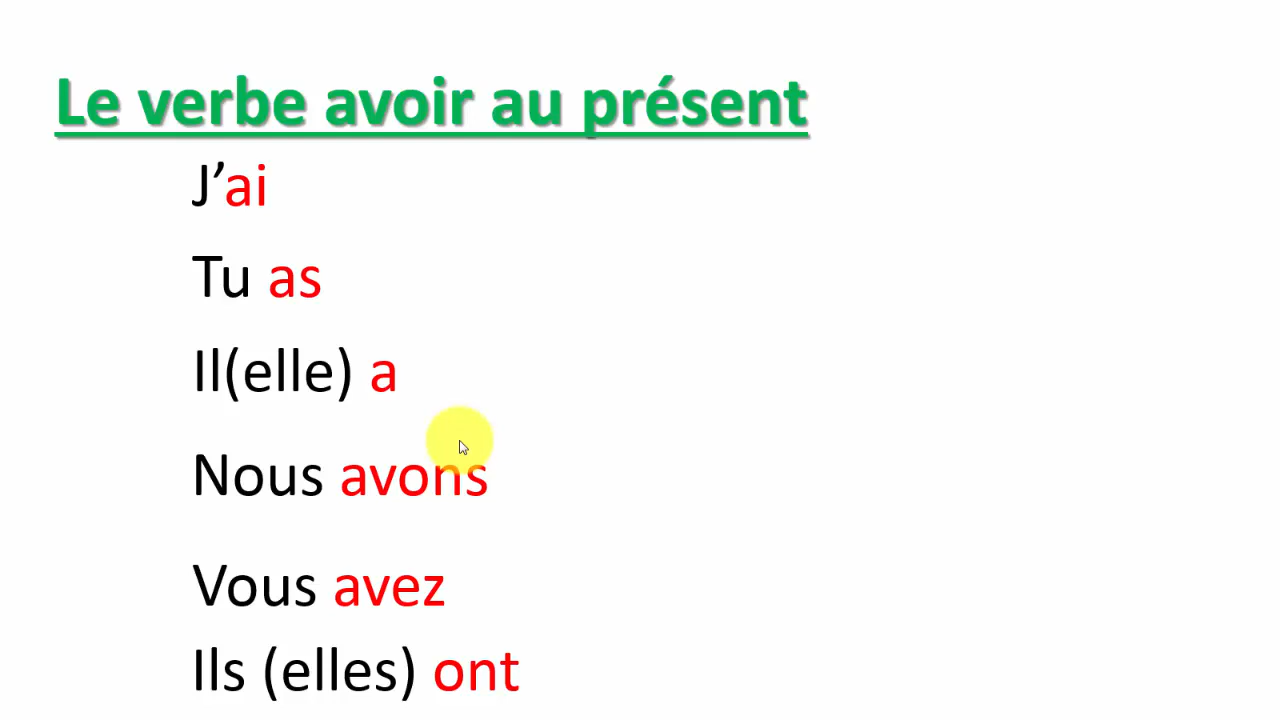 Le verbe avoir au présent
J’ai
Tu as
Il(elle) a
Nous avons
Vous avez
Ils (elles) ont